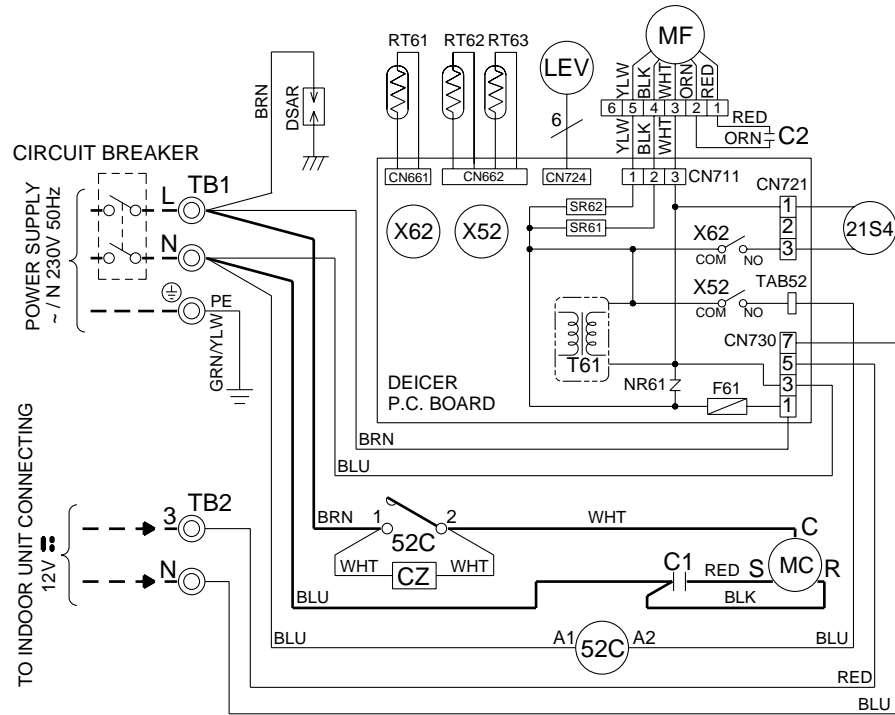 RT61 RT62 RT63
MF
LEV
6
YLW BLK WHT ORN RED
6 5 4 3 2 1
YLW BLK WHT
RED
ORN
C2
BRN
DSAR
CIRCUIT BREAKER
POWER SUPPLY
~ / N 230V 50Hz
L TB1
N
PE
GRN/YLW
CN661 CN662 CN724
1 2 3 CN711
CN721
1
2
3
21S4
X62 X52
SR62
SR61
X62
COM NO
X52
COM NO
TAB52
T61
CN730
7
5
3
1
NR61
F61
DEICER
P.C. BOARD
BRN
BLU
TO INDOOR UNIT CONNECTING
12V
3 TB2
N
BRN 1 2 WHT C
52C
WHT CZ WHT
C1 RED S MC R
BLU BLK
BLU A1 52C A2 BLU
RED
BLU